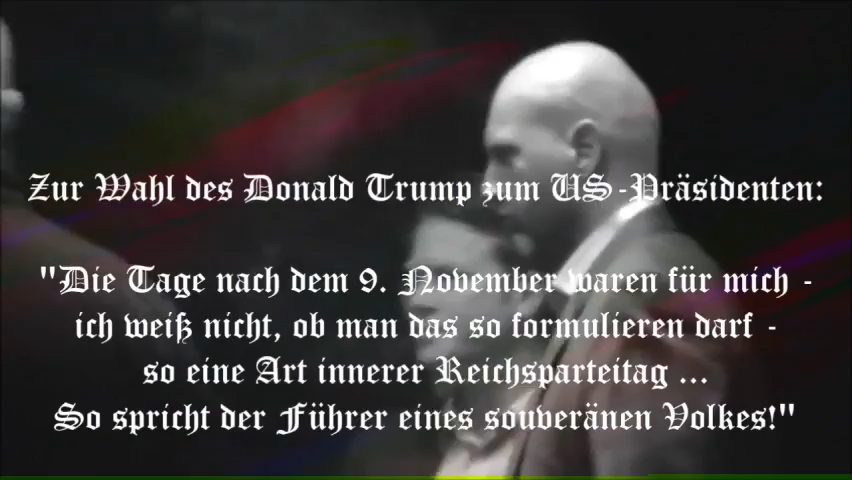 Zur Wahl des Donald Trump zum US-Präsidenten:
"Die Tage nach dem 9. November waren für mich -
ich weiß nicht, ob man das so formulieren darf -
so eine Art innerer Reichsparteitag ...
So spricht der Führer eines souveränen Volkes!"